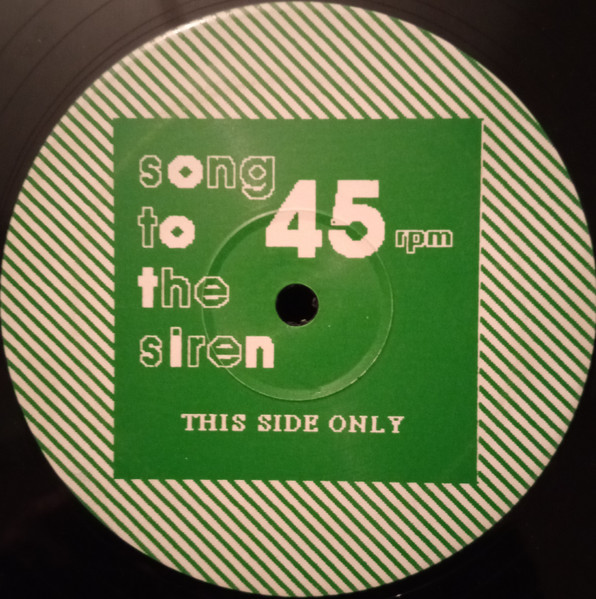 song
45 rpm
to
the
siren
THIS SIDE ONLY